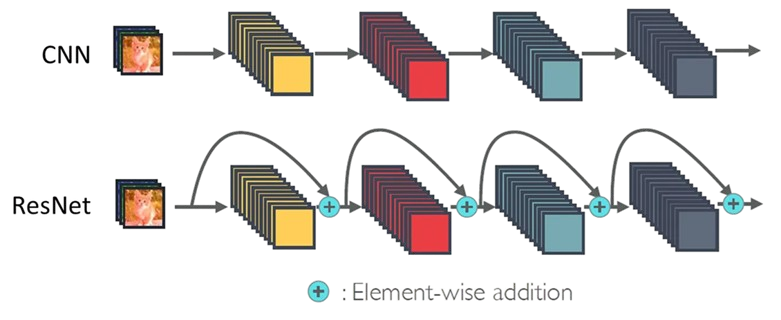 CNN
ResNet
: Element-wise addition